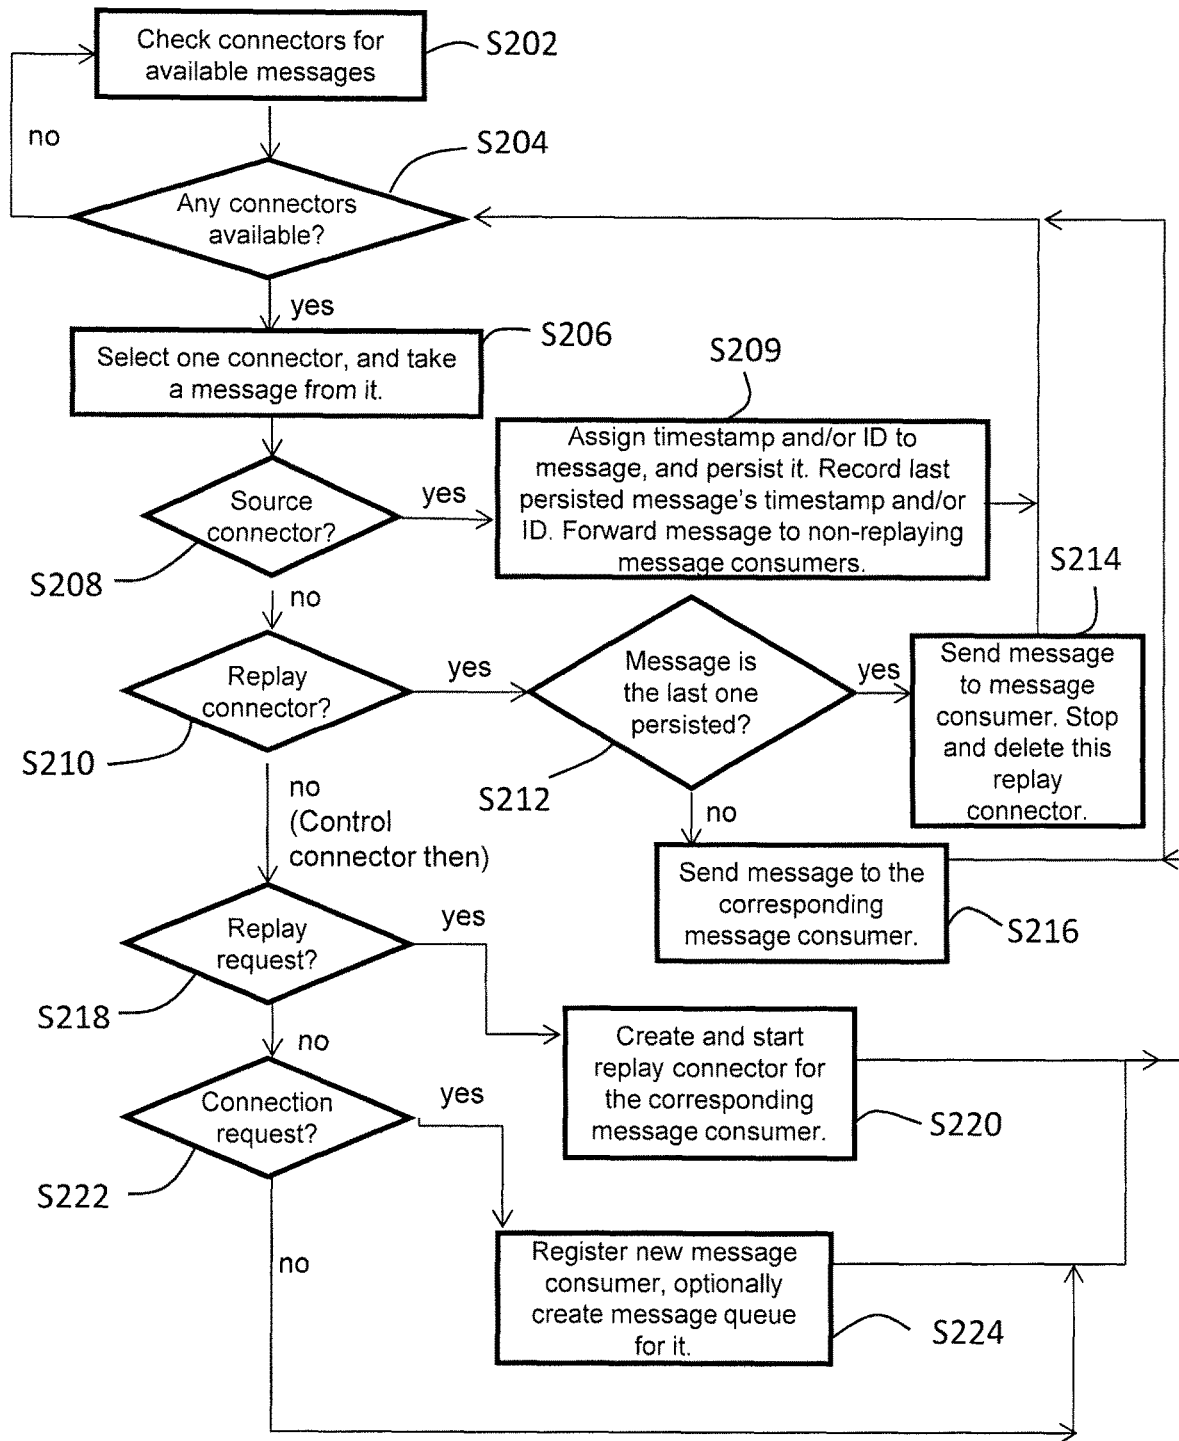 Check connectors for
available messages
S202
no
S204
Any connectors
available?
yes
S206
Select one connector, and take
a message from it.
S209
Assign timestamp and/or ID to
message, and persist it. Record last
persisted message's timestamp and/or
ID. Forward message to non-replaying
message consumers.
Source
connector?
yes
S208
no
S214
Replay
connector?
yes
Message is
the last one
persisted?
yes
Send message
to message
consumer. Stop
and delete this
replay
connector.
S210
S212
no
(Control
connector then)
no
Send message to the
corresponding
message consumer.
S216
Replay
request?
yes
S218
no
Create and start
replay connector for
the corresponding
message consumer.
S220
Connection
request?
yes
S222
no
Register new message
consumer, optionally
create message queue
for it.
S224